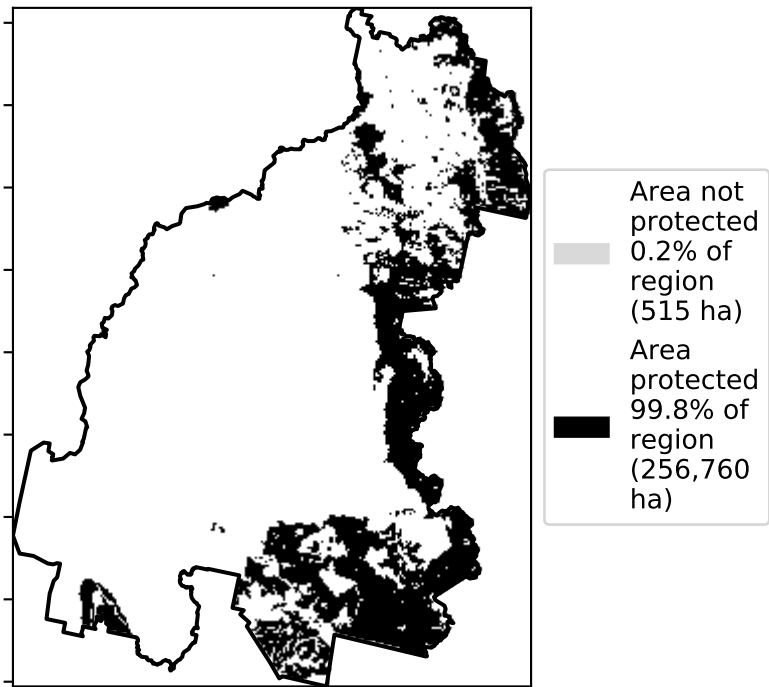 Area not
protected
0.2% of
region
(515 ha)
Area
protected
99.8% of
region
(256,760
ha)